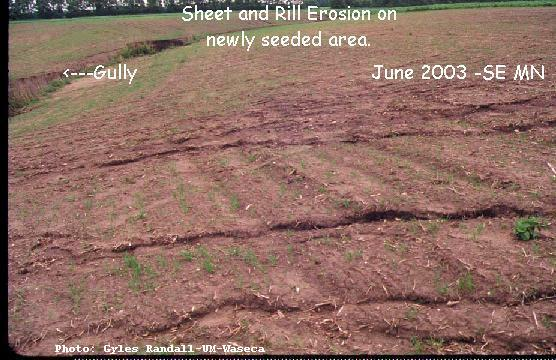 Sheet and Rill Erosion on
newly seeded area.
<---Gully
June 2003 -SE MN
Photo: Gyles Randall-UM-Waseca